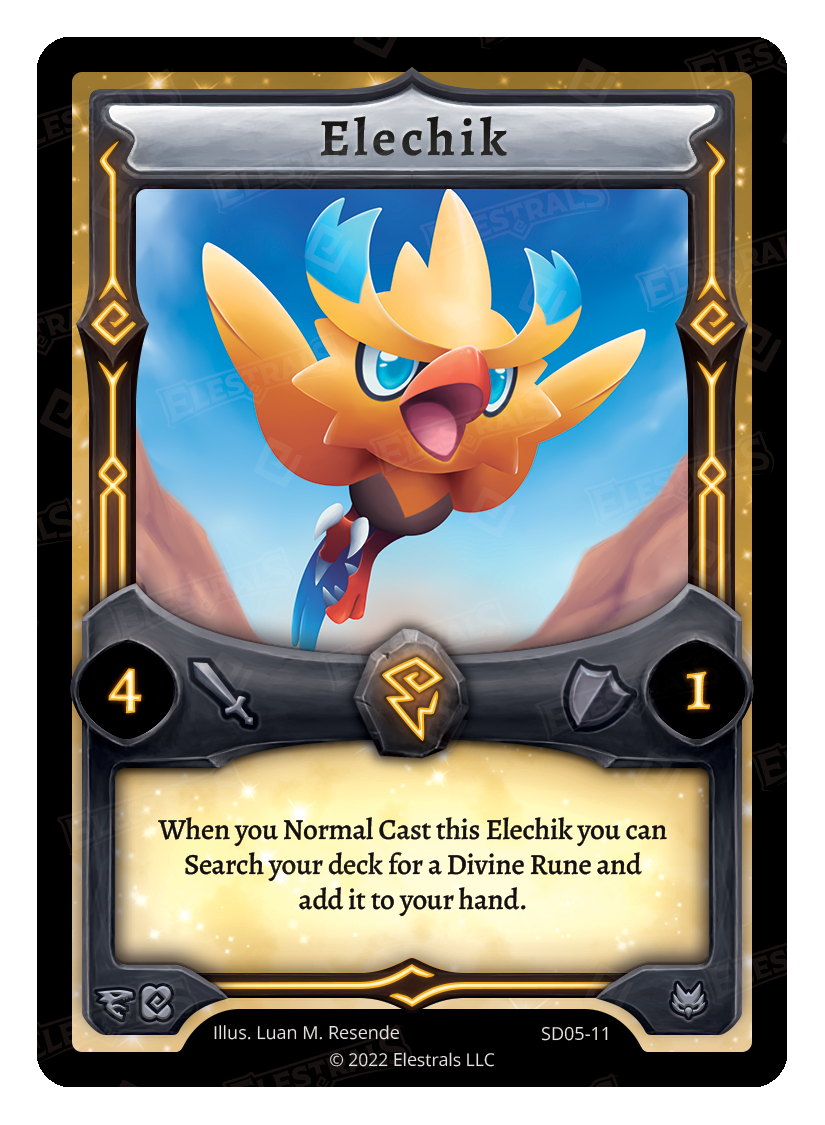 Elechik
4
1
When you Normal Cast this Elechik you can
Search your deck for a Divine Rune and
add it to your hand.
Illus. Luan M. Resende
SD05-11
© 2022 Elestrals LLC
ELESTRALS